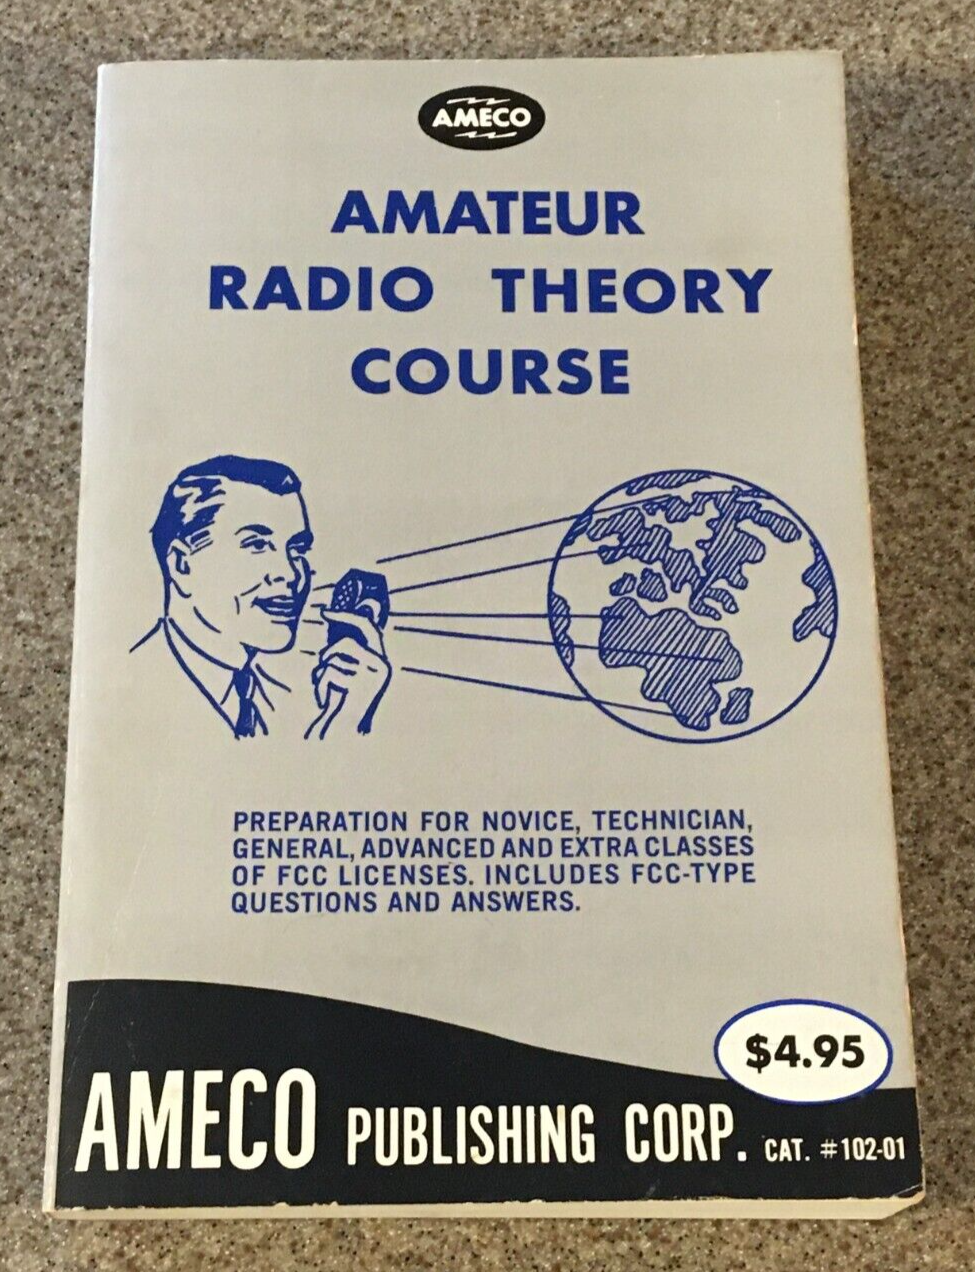 AMECO
AMATEUR
RADIO THEORY
COURSE
PREPARATION FOR NOVICE, TECHNICIAN,
GENERAL, ADVANCED AND EXTRA CLASSES
OF FCC LICENSES. INCLUDES FCC-TYPE
QUESTIONS AND ANSWERS.
$4.95
AMECO PUBLISHING CORP. CAT. #102-01